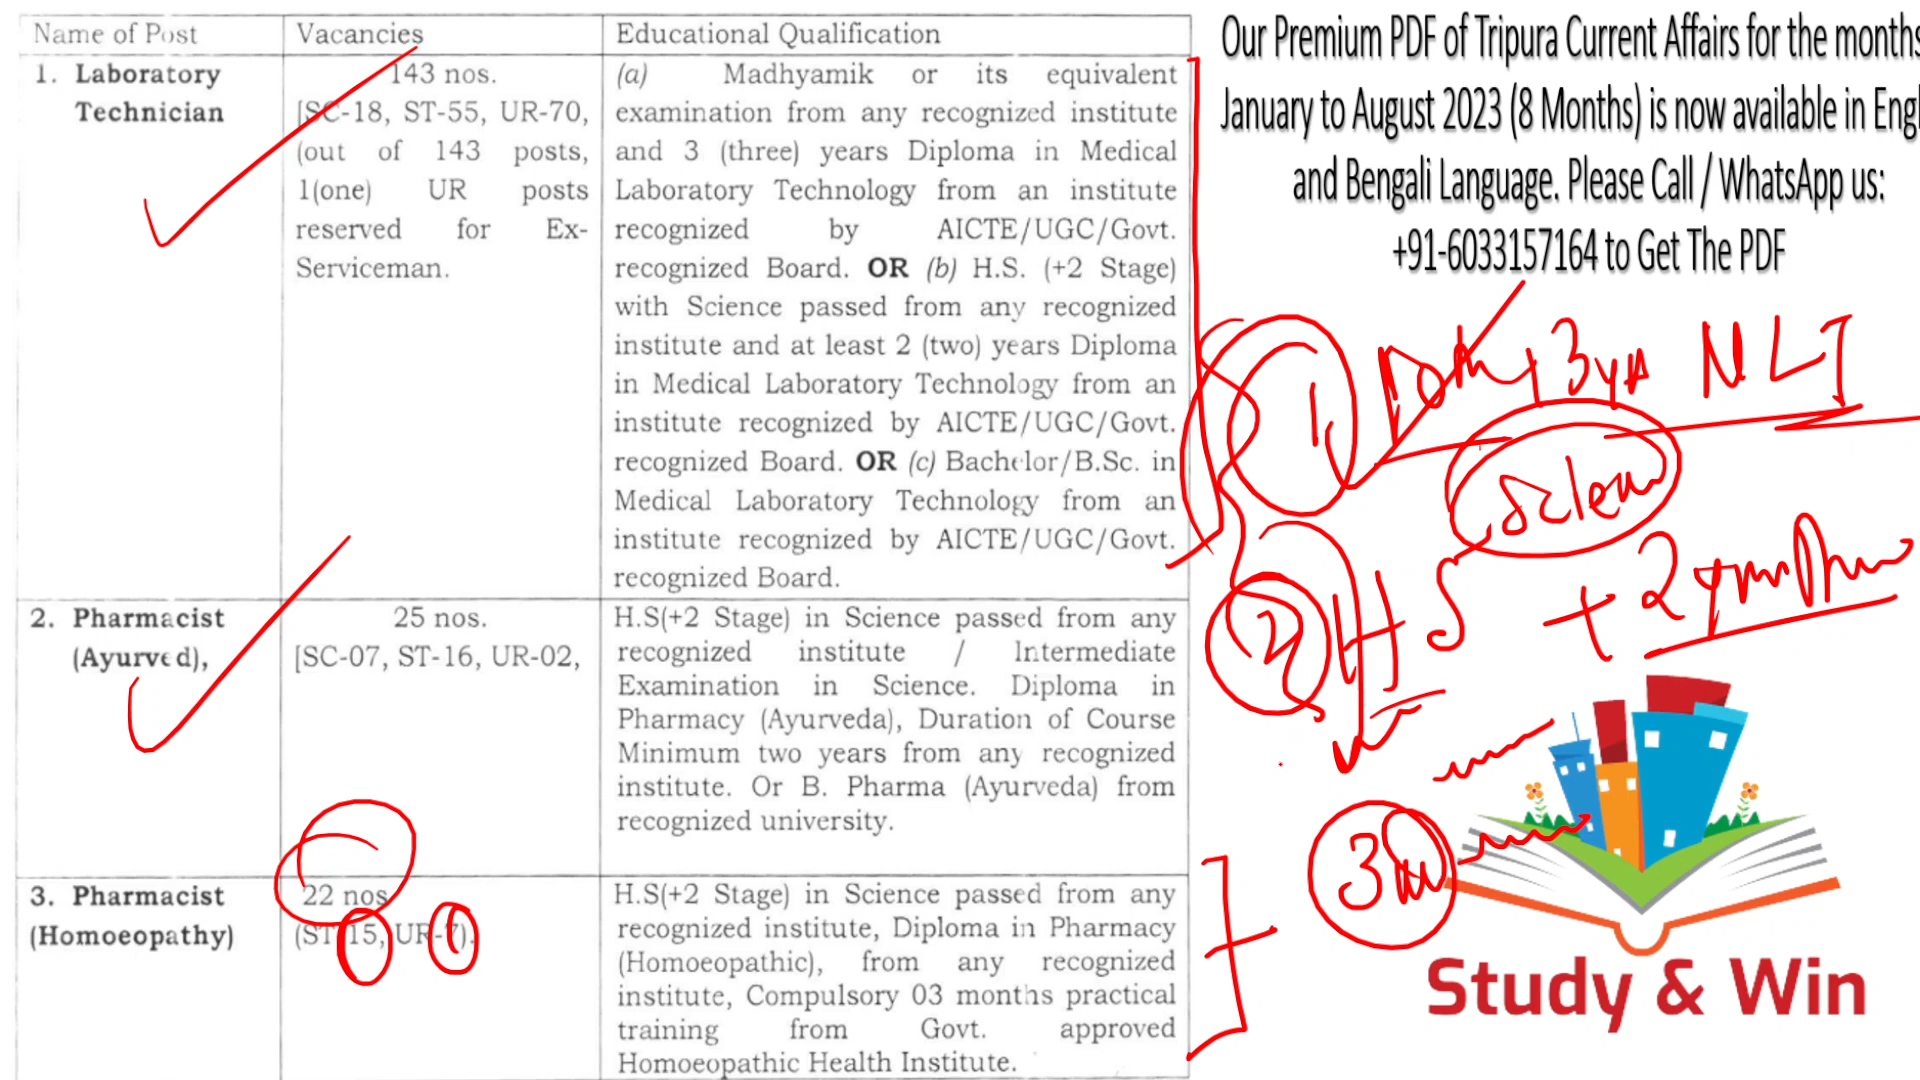 Name of Post
Vacancies
Educational Qualification
1. Laboratory
Technician
143 nos.
[SC-18, ST-55, UR-70,
(out of 143 posts,
1(one) UR posts
reserved for Ex-
Serviceman.
(a) Madhyamik or its equivalent
examination from any recognized institute
and 3 (three) years Diploma in Medical
Laboratory Technology from an institute
recognized by AICTE/UGC/Govt.
recognized Board. OR (b) H.S. (+2 Stage)
with Science passed from any recognized
institute and at least 2 (two) years Diploma
in Medical Laboratory Technology from an
institute recognized by AICTE/UGC/Govt.
recognized Board. OR (c) Bachelor/B.Sc. in
Medical Laboratory Technology from an
institute recognized by AICTE/UGC/Govt.
recognized Board.
2. Pharmacist
(Ayurved),
25 nos.
[SC-07, ST-16, UR-02,
H.S(+2 Stage) in Science passed from any
recognized institute / Intermediate
Examination in Science. Diploma in
Pharmacy (Ayurveda), Duration of Course
Minimum two years from any recognized
institute. Or B. Pharma (Ayurveda) from
recognized university.
3. Pharmacist
(Homoeopathy)
22 nos
(ST-15, UR-7).
H.S(+2 Stage) in Science passed from any
recognized institute, Diploma in Pharmacy
(Homoeopathic), from any recognized
institute, Compulsory 03 months practical
training from Govt. approved
Homoeopathic Health Institute.
Our Premium PDF of Tripura Current Affairs for the months
January to August 2023 (8 Months) is now available in Engl
and Bengali Language. Please Call / WhatsApp us:
+91-6033157164 to Get The PDF
1.
+ 3 yrs
2
HS
+ 2
3
Study & Win